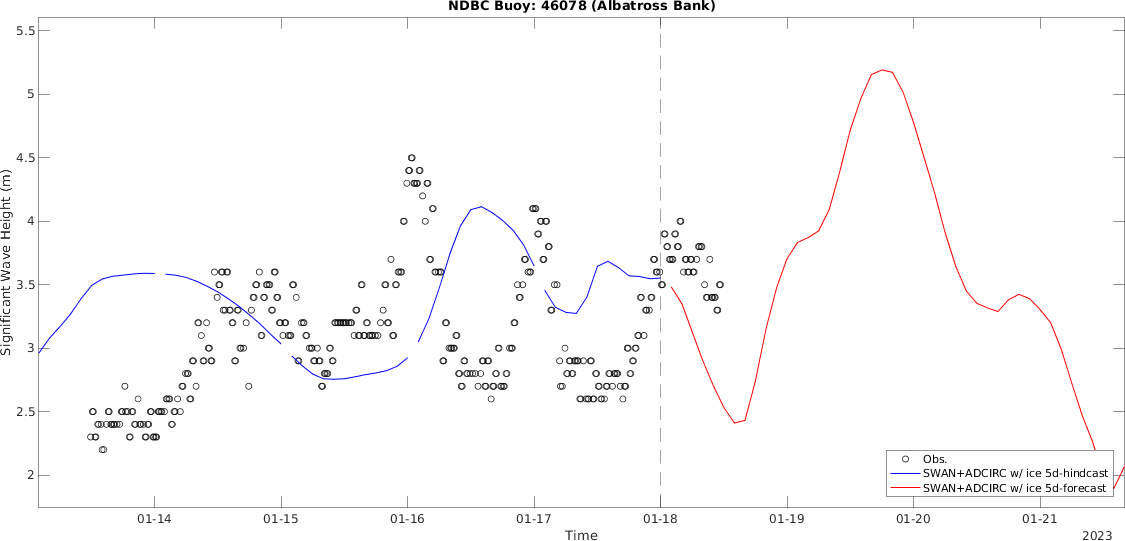 NDBC Buoy: 46078 (Albatross Bank)
5.5
5
4.5
4
3.5
3
2.5
2
Significant Wave Height (m)
01-14
01-15
01-16
01-17
01-18
01-19
01-20
01-21
Time
2023
Obs.
SWAN+ADCIRC w/ ice 5d-hindcast
SWAN+ADCIRC w/ ice 5d-forecast